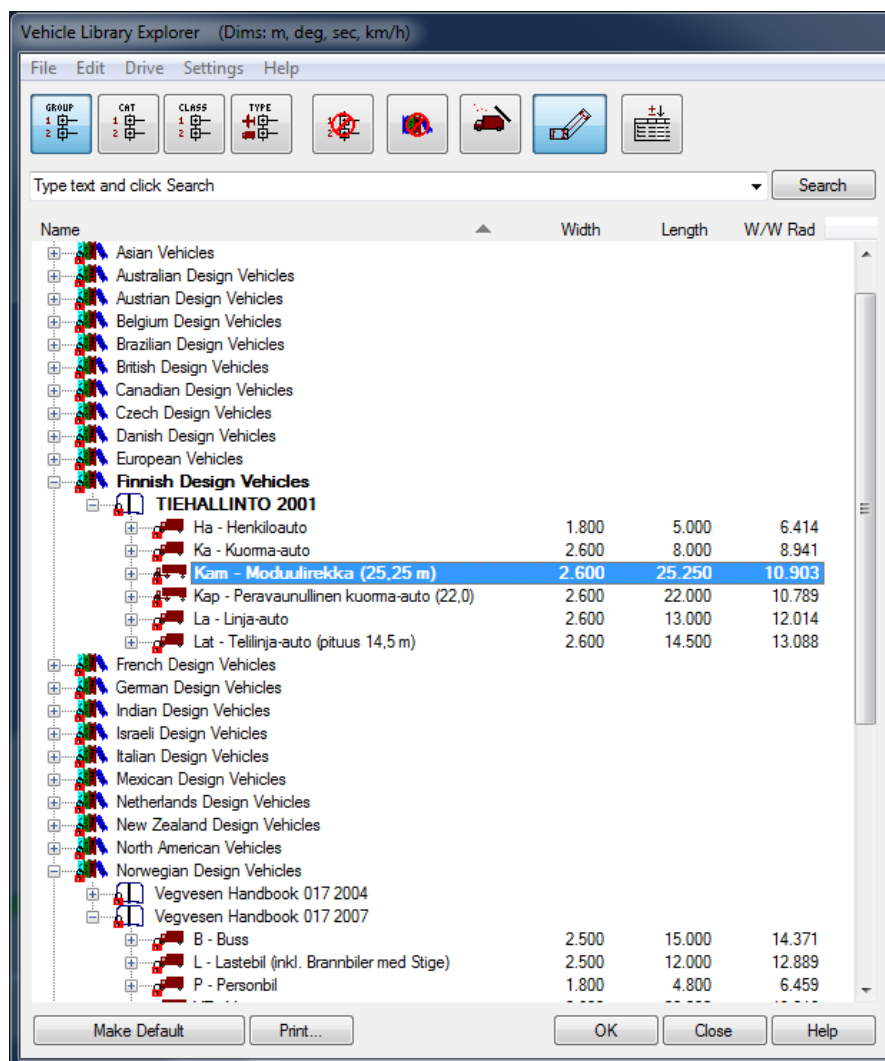 Vehicle Library Explorer (Dims: m, deg, sec, km/h)
File Edit Drive Settings Help
GROUP CAT CLASS TYPE
1 1 1
2 2 2 2
Type text and click Search Search
Name Width Length W/W Rad
Asian Vehicles
Australian Design Vehicles
Austrian Design Vehicles
Belgium Design Vehicles
Brazilian Design Vehicles
British Design Vehicles
Canadian Design Vehicles
Czech Design Vehicles
Danish Design Vehicles
European Vehicles
Finnish Design Vehicles
TIEHALLINTO 2001
Ha - Henkiloauto 1.800 5.000 6.414
Ka - Kuorma-auto 2.600 8.000 8.941
Kam - Moduulirekka (25,25 m) 2.600 25.250 10.903
Kap - Peravaunullinen kuorma-auto (22,0) 2.600 22.000 10.789
La - Linja-auto 2.600 13.000 12.014
Lat - Telilinja-auto (pituus 14,5 m) 2.600 14.500 13.088
French Design Vehicles
German Design Vehicles
Indian Design Vehicles
Israeli Design Vehicles
Italian Design Vehicles
Mexican Design Vehicles
Netherlands Design Vehicles
New Zealand Design Vehicles
North American Vehicles
Norwegian Design Vehicles
Vegvesen Handbook 017 2004
Vegvesen Handbook 017 2007
B - Buss 2.500 15.000 14.371
L - Lastebil (inkl. Brannbiler med Stige) 2.500 12.000 12.889
P - Personbil 1.800 4.800 6.459
Make Default Print... OK Close Help